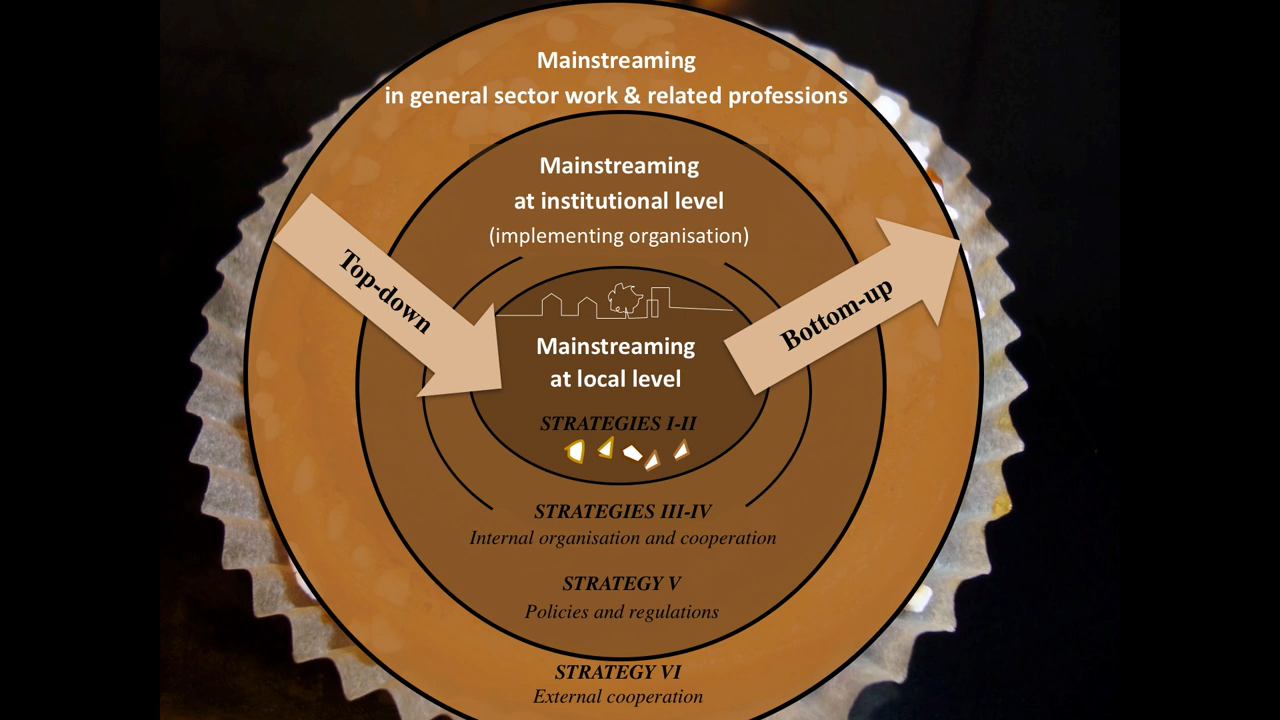 Mainstreaming
in general sector work & related professions
Mainstreaming
at institutional level
(implementing organisation)
Top-down
Bottom-up
Mainstreaming
at local level
STRATEGIES I-II
STRATEGIES III-IV
Internal organisation and cooperation
STRATEGY V
Policies and regulations
STRATEGY VI
External cooperation